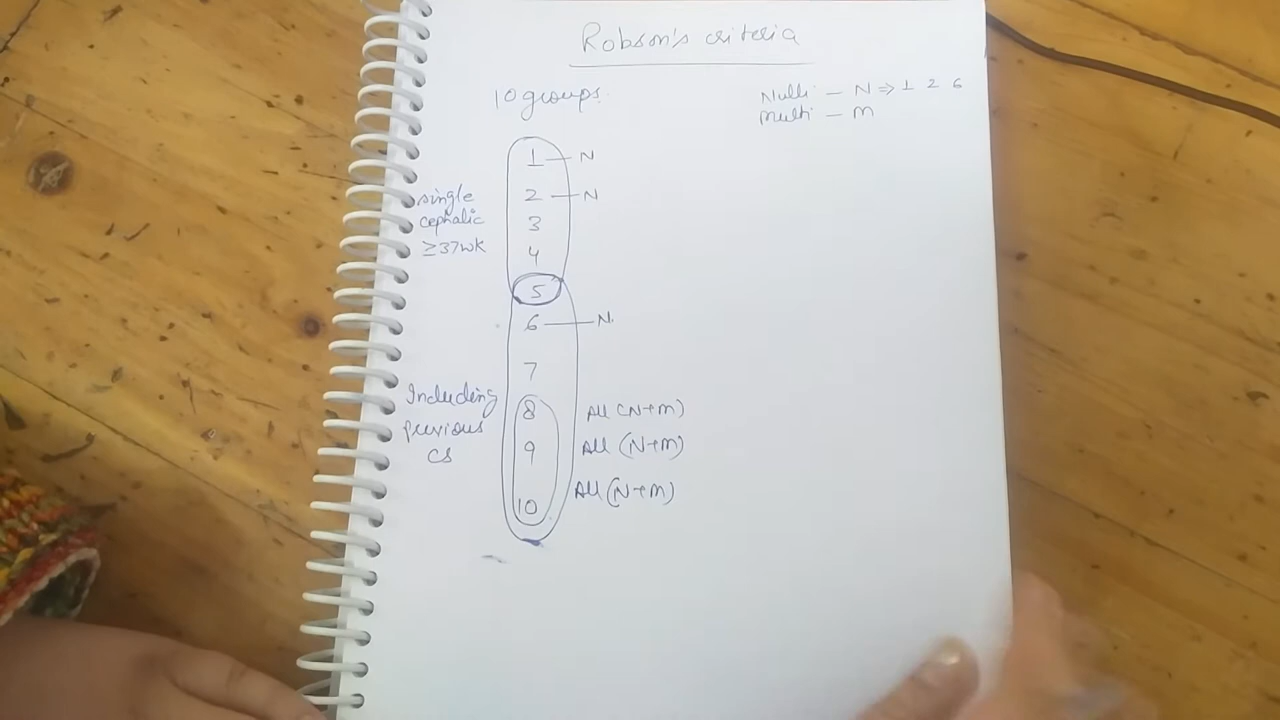 Robson's criteria
10 groups
Nulli - N ⇒ 1 2 6
Multi - M
1 - N
2 - N
3
4
single
cephalic
≥37wk
5
6 - N
7
8 All (N+M)
9 All (N+M)
10 All (N+M)
Including
previous
CS